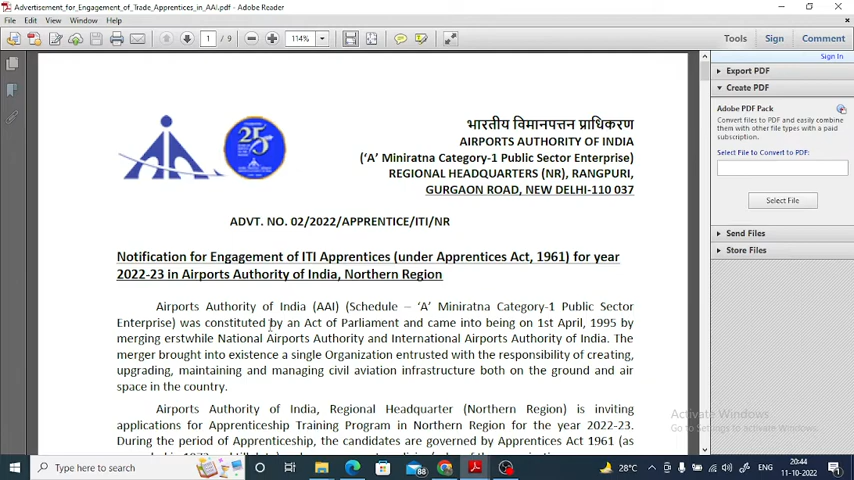 Advertisement_for_Engagement_of_Trade_Apprentices_in_AAI.pdf - Adobe Reader
File Edit View Window Help
1 / 9 114% Tools Sign Comment
Sign In
Export PDF
Create PDF
Adobe PDF Pack
Convert files to PDF and easily combine
them with other file types with a paid
subscription.
Select File to Convert to PDF:
Select File
Send Files
Store Files
25
भारतीय विमानपत्तन प्राधिकरण
AIRPORTS AUTHORITY OF INDIA
('A' Miniratna Category-1 Public Sector Enterprise)
REGIONAL HEADQUARTERS (NR), RANGPURI,
GURGAON ROAD, NEW DELHI-110 037
ADVT. NO. 02/2022/APPRENTICE/ITI/NR
Notification for Engagement of ITI Apprentices (under Apprentices Act, 1961) for year
2022-23 in Airports Authority of India, Northern Region
Airports Authority of India (AAI) (Schedule – 'A' Miniratna Category-1 Public Sector
Enterprise) was constituted by an Act of Parliament and came into being on 1st April, 1995 by
merging erstwhile National Airports Authority and International Airports Authority of India. The
merger brought into existence a single Organization entrusted with the responsibility of creating,
upgrading, maintaining and managing civil aviation infrastructure both on the ground and air
space in the country.
Airports Authority of India, Regional Headquarter (Northern Region) is inviting
applications for Apprenticeship Training Program in Northern Region for the year 2022-23.
During the period of Apprenticeship, the candidates are governed by Apprentices Act 1961 (as
Activate Windows
Go to Settings to activate Windows.
Type here to search
88
28°C
ENG
20:44
11-10-2022
1